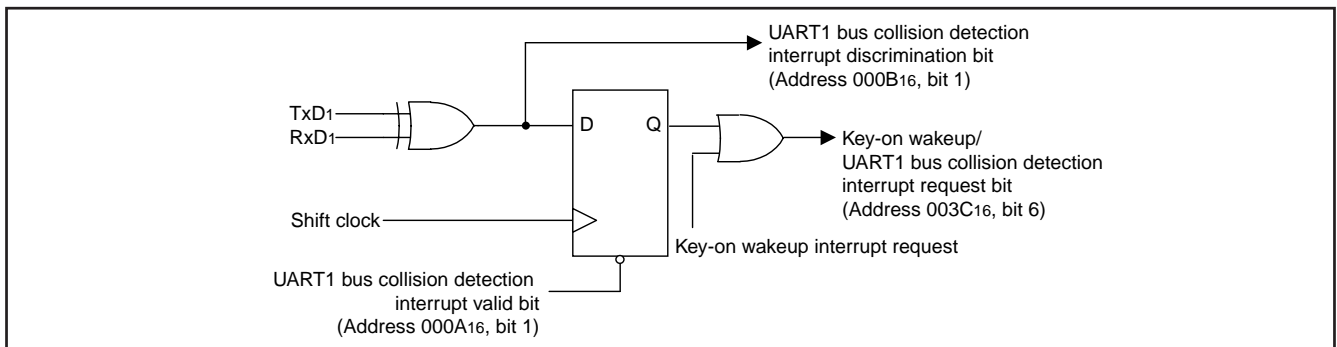 UART1 bus collision detection
interrupt discrimination bit
(Address 000B16, bit 1)
TxD1
RxD1
D
Q
Key-on wakeup/
UART1 bus collision detection
interrupt request bit
(Address 003C16, bit 6)
Shift clock
Key-on wakeup interrupt request
UART1 bus collision detection
interrupt valid bit
(Address 000A16, bit 1)